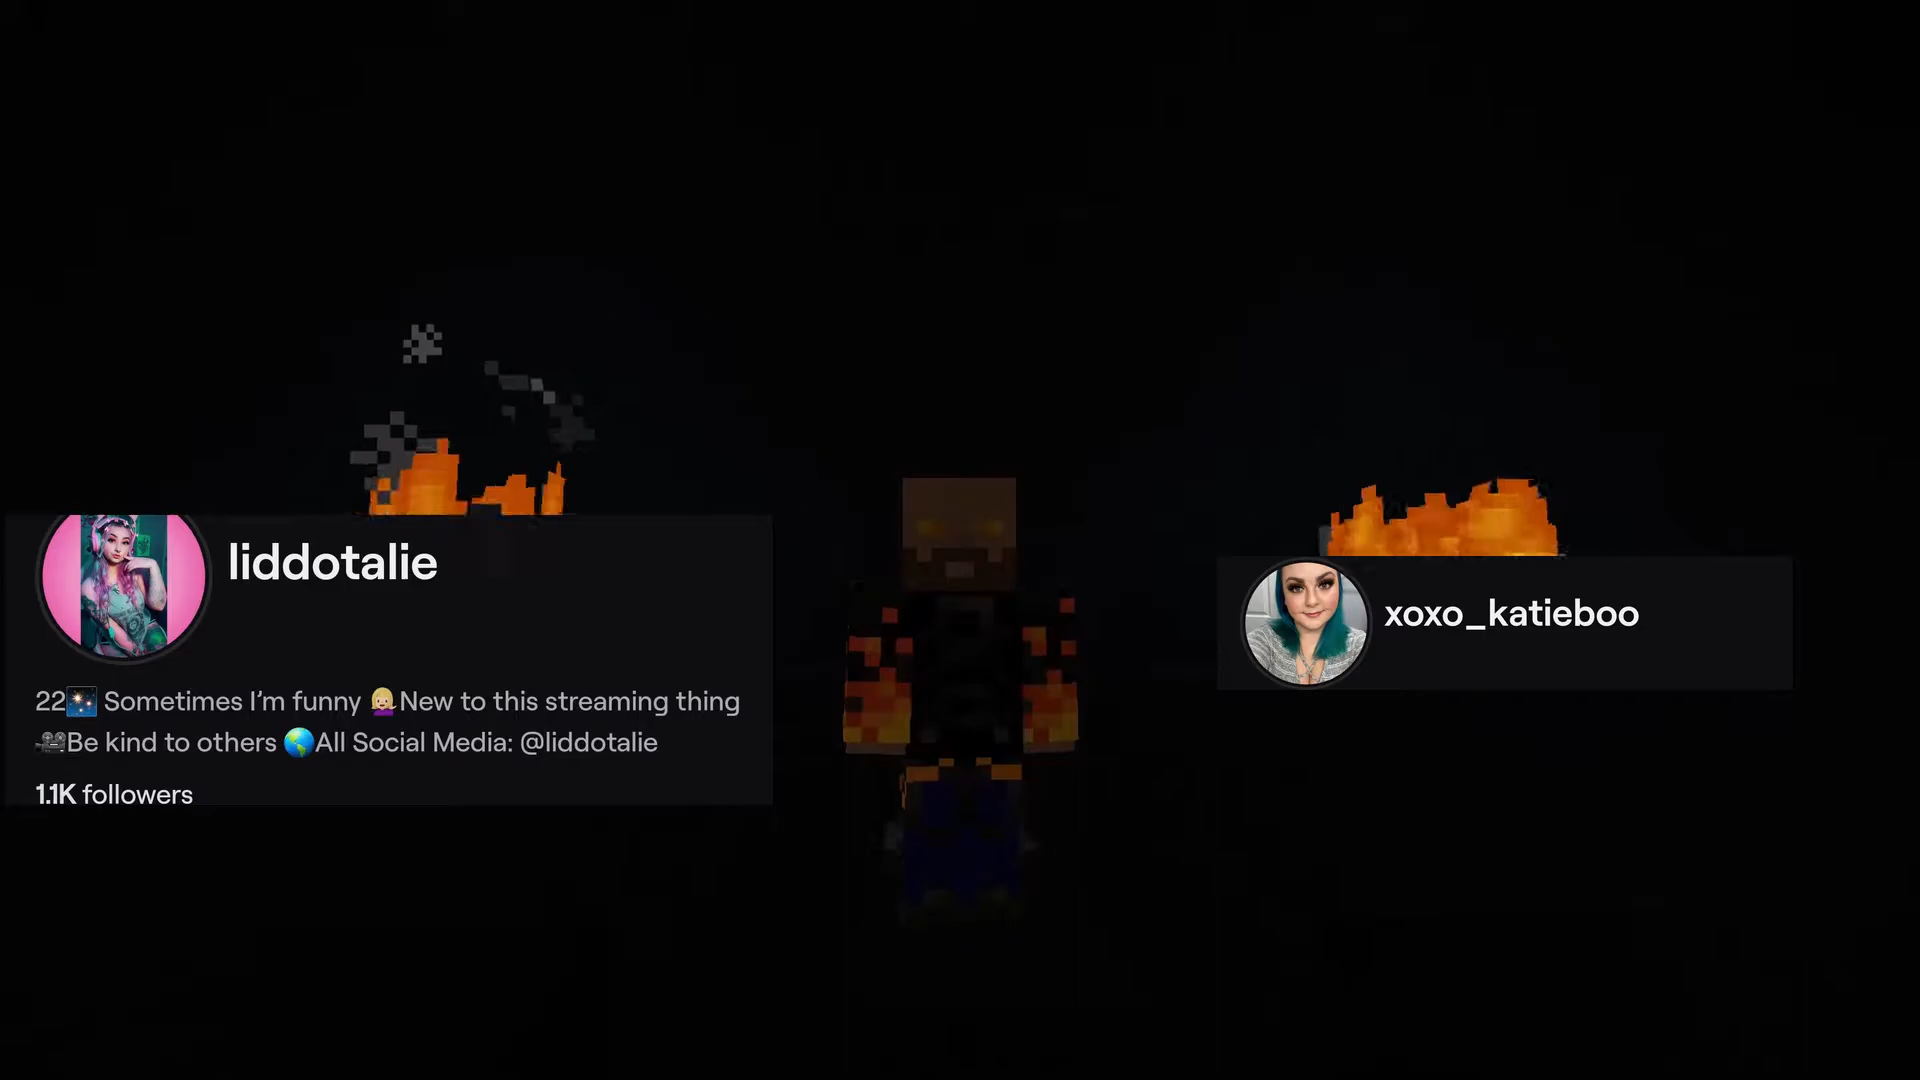 liddotalie
22🎇 Sometimes I’m funny 💁🏼‍♀️New to this streaming thing
🎥Be kind to others 🌎All Social Media: @liddotalie
1.1K followers
xoxo_katieboo